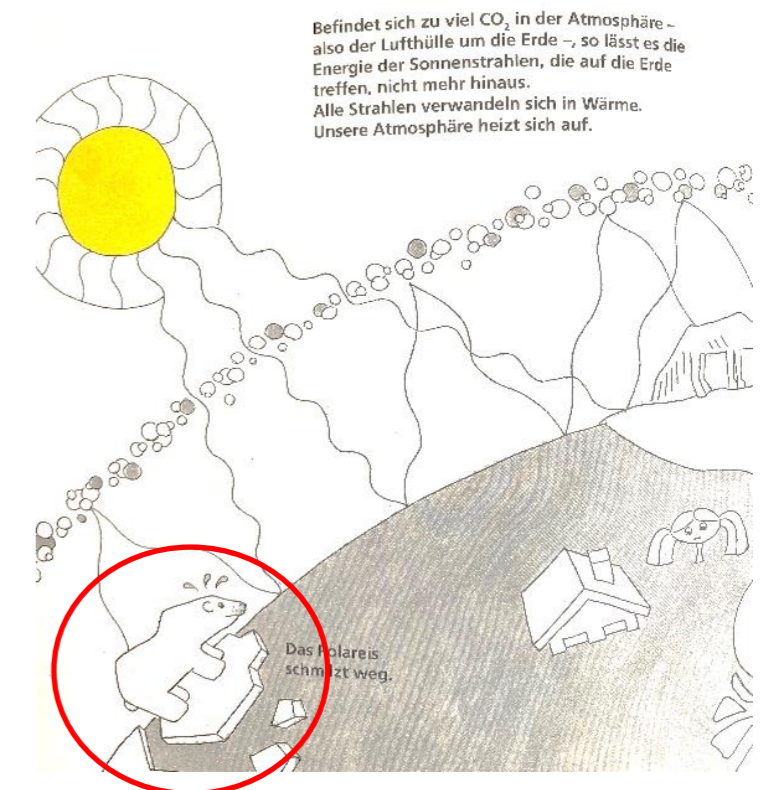 Befindet sich zu viel CO₂ in der Atmosphäre –
also der Lufthülle um die Erde –, so lässt es die
Energie der Sonnenstrahlen, die auf die Erde
treffen, nicht mehr hinaus.
Alle Strahlen verwandeln sich in Wärme.
Unsere Atmosphäre heizt sich auf.
Das Polareis
schmilzt weg.